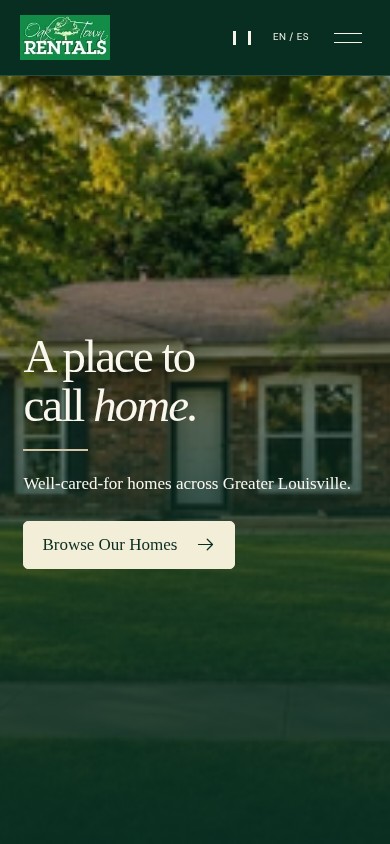 Oak Town
RENTALS
EN / ES
A place to
call home.
Well-cared-for homes across Greater Louisville.
Browse Our Homes